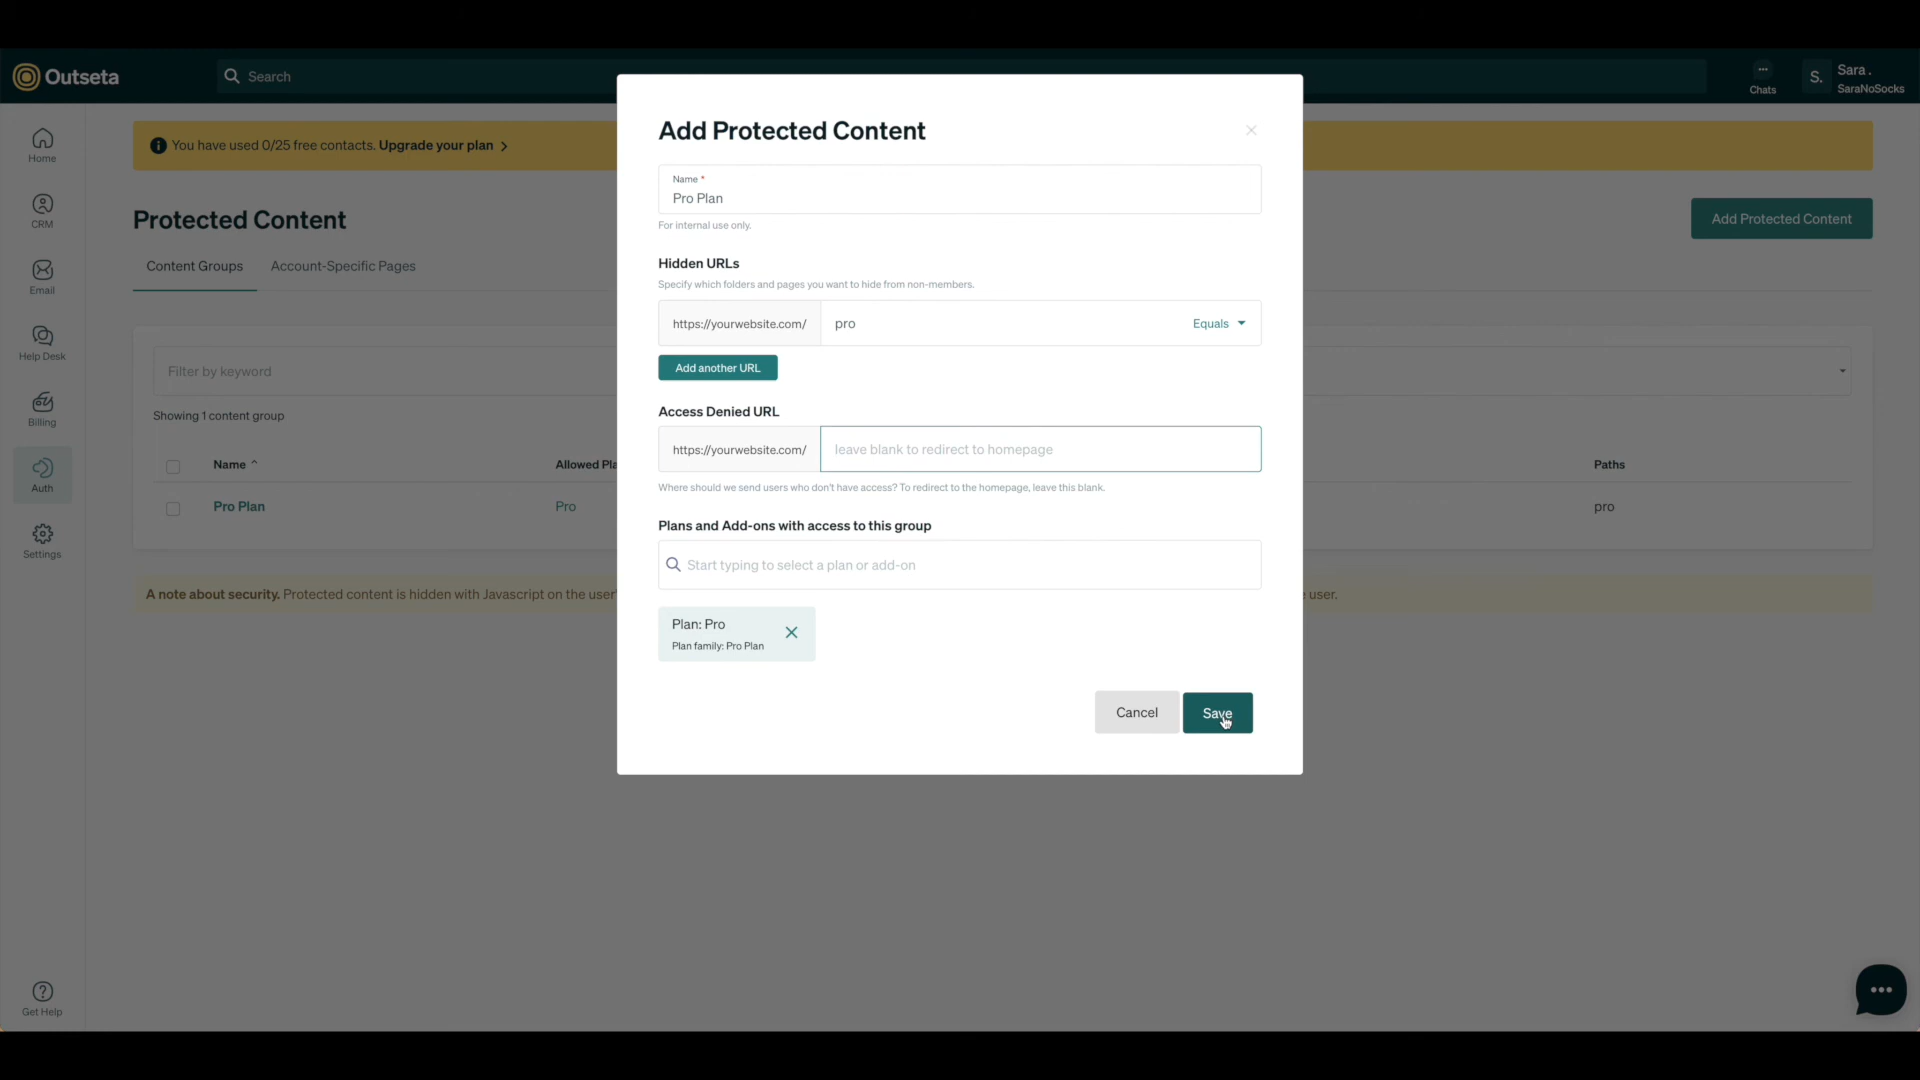 Outseta
Search
Chats
S.
Sara .
SaraNoSocks
Home
CRM
Email
Help Desk
Billing
Auth
Settings
Get Help
You have used 0/25 free contacts. Upgrade your plan
Protected Content
Add Protected Content
Content Groups
Account-Specific Pages
Filter by keyword
Showing 1 content group
Name
Allowed Pla
Paths
Pro Plan
Pro
pro
A note about security. Protected content is hidden with Javascript on the user
user.
Add Protected Content
Name *
Pro Plan
For internal use only.
Hidden URLs
Specify which folders and pages you want to hide from non-members.
https://yourwebsite.com/
pro
Equals
Add another URL
Access Denied URL
https://yourwebsite.com/
leave blank to redirect to homepage
Where should we send users who don't have access? To redirect to the homepage, leave this blank.
Plans and Add-ons with access to this group
Start typing to select a plan or add-on
Plan: Pro
Plan family: Pro Plan
Cancel
Save